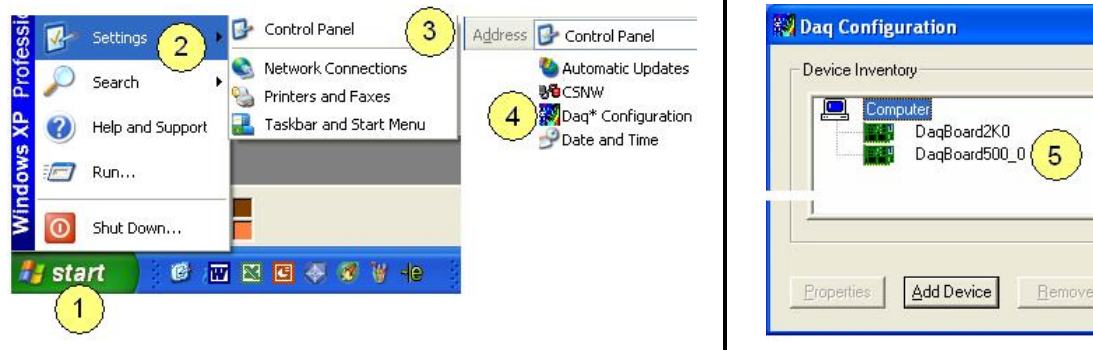 Windows XP Professi
Settings
2
Search
Help and Support
Run...
Shut Down...
start
1
Control Panel
3
Network Connections
Printers and Faxes
Taskbar and Start Menu
Address Control Panel
Automatic Updates
CSNW
4
Daq* Configuration
Date and Time
Daq Configuration
Device Inventory
Computer
DaqBoard2K0
DaqBoard500_0
5
Properties
Add Device
Remove